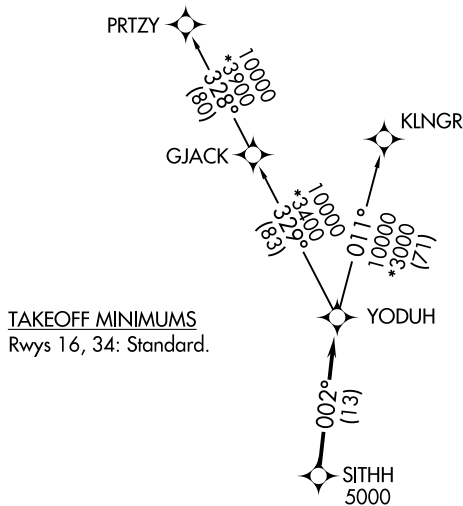 PRTZY
10000
*3900
328°
(80)
KLNGR
GJACK
10000
*3400
329°
(83)
011°
10000
*3000
(71)
TAKEOFF MINIMUMS
Rwys 16, 34: Standard.
YODUH
002°
(13)
SITHH
5000